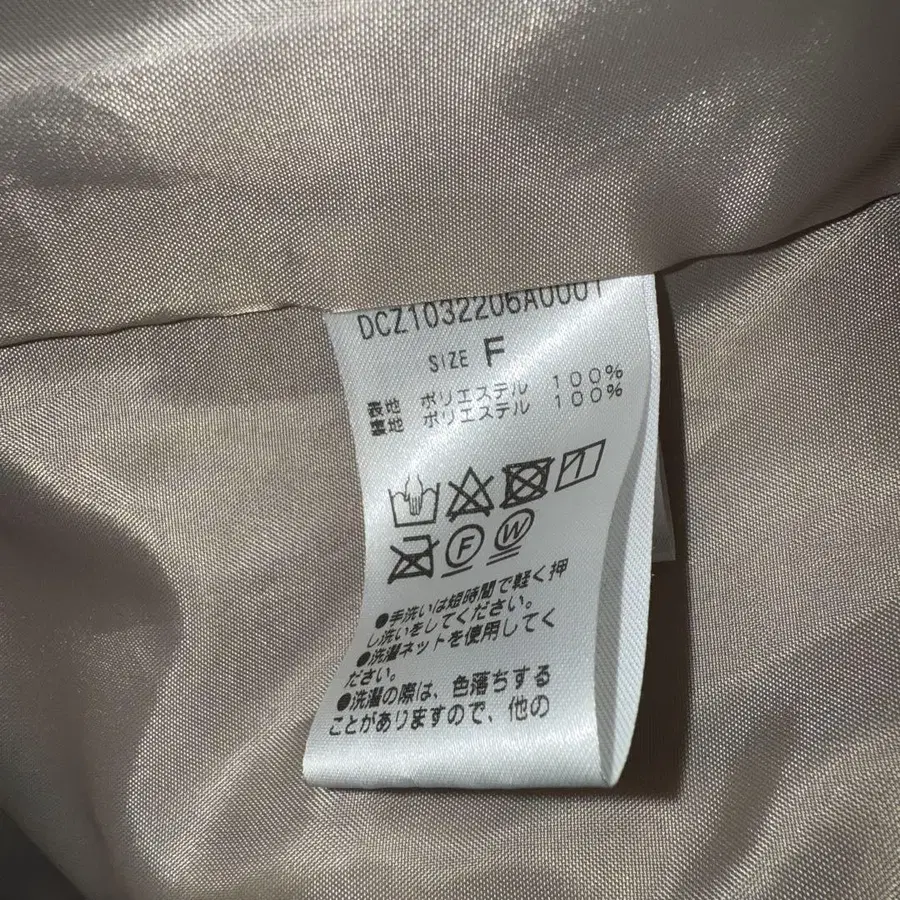 DCZ1032206A0001
SIZE F
表地 ポリエステル 100%
裏地 ポリエステル 100%
F W
●手洗いは短時間で軽く押
し洗いをしてください。
●洗濯ネットを使用してく
ださい。
●洗濯の際は、色落ちする
ことがありますので、他の